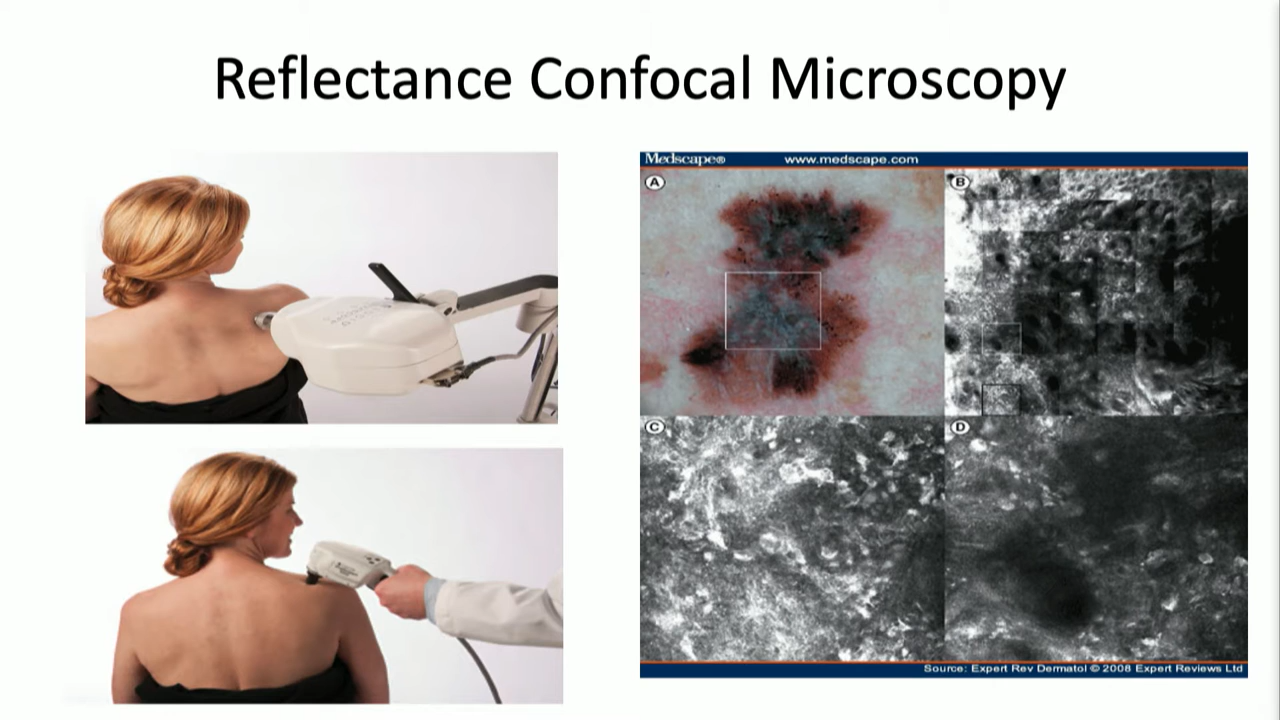 Reflectance Confocal Microscopy
Medscape® www.medscape.com
A
B
C
D
Source: Expert Rev Dermatol © 2008 Expert Reviews Ltd